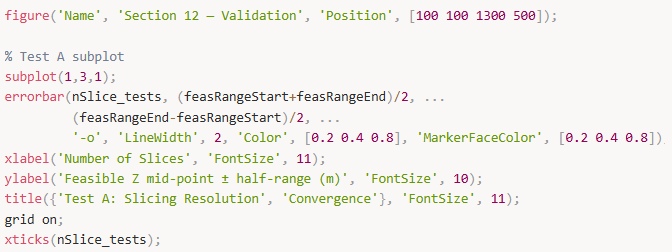 figure('Name', 'Section 12 — Validation', 'Position', [100 100 1300 500]);
% Test A subplot
subplot(1,3,1);
errorbar(nSlice_tests, (feasRangeStart+feasRangeEnd)/2, ...
(feasRangeEnd-feasRangeStart)/2, ...
'-o', 'LineWidth', 2, 'Color', [0.2 0.4 0.8], 'MarkerFaceColor', [0.2 0.4 0.8])
xlabel('Number of Slices', 'FontSize', 11);
ylabel('Feasible Z mid-point ± half-range (m)', 'FontSize', 10);
title({'Test A: Slicing Resolution', 'Convergence'}, 'FontSize', 11);
grid on;
xticks(nSlice_tests);